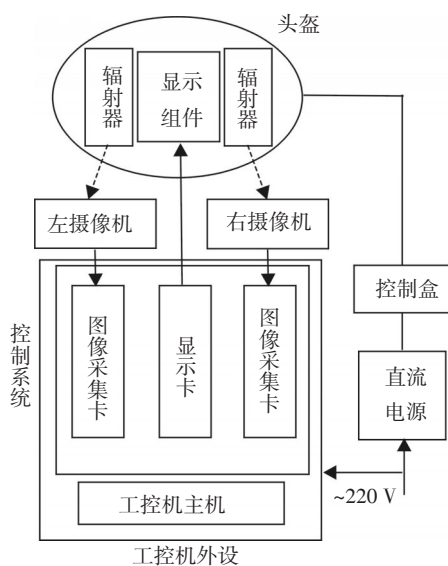 头盔
辐射器
显示
组件
辐射器
左摄像机
右摄像机
控制盒
控制系统
图像采集卡
显示卡
图像采集卡
直流
电源
~220 V
工控机主机
工控机外设